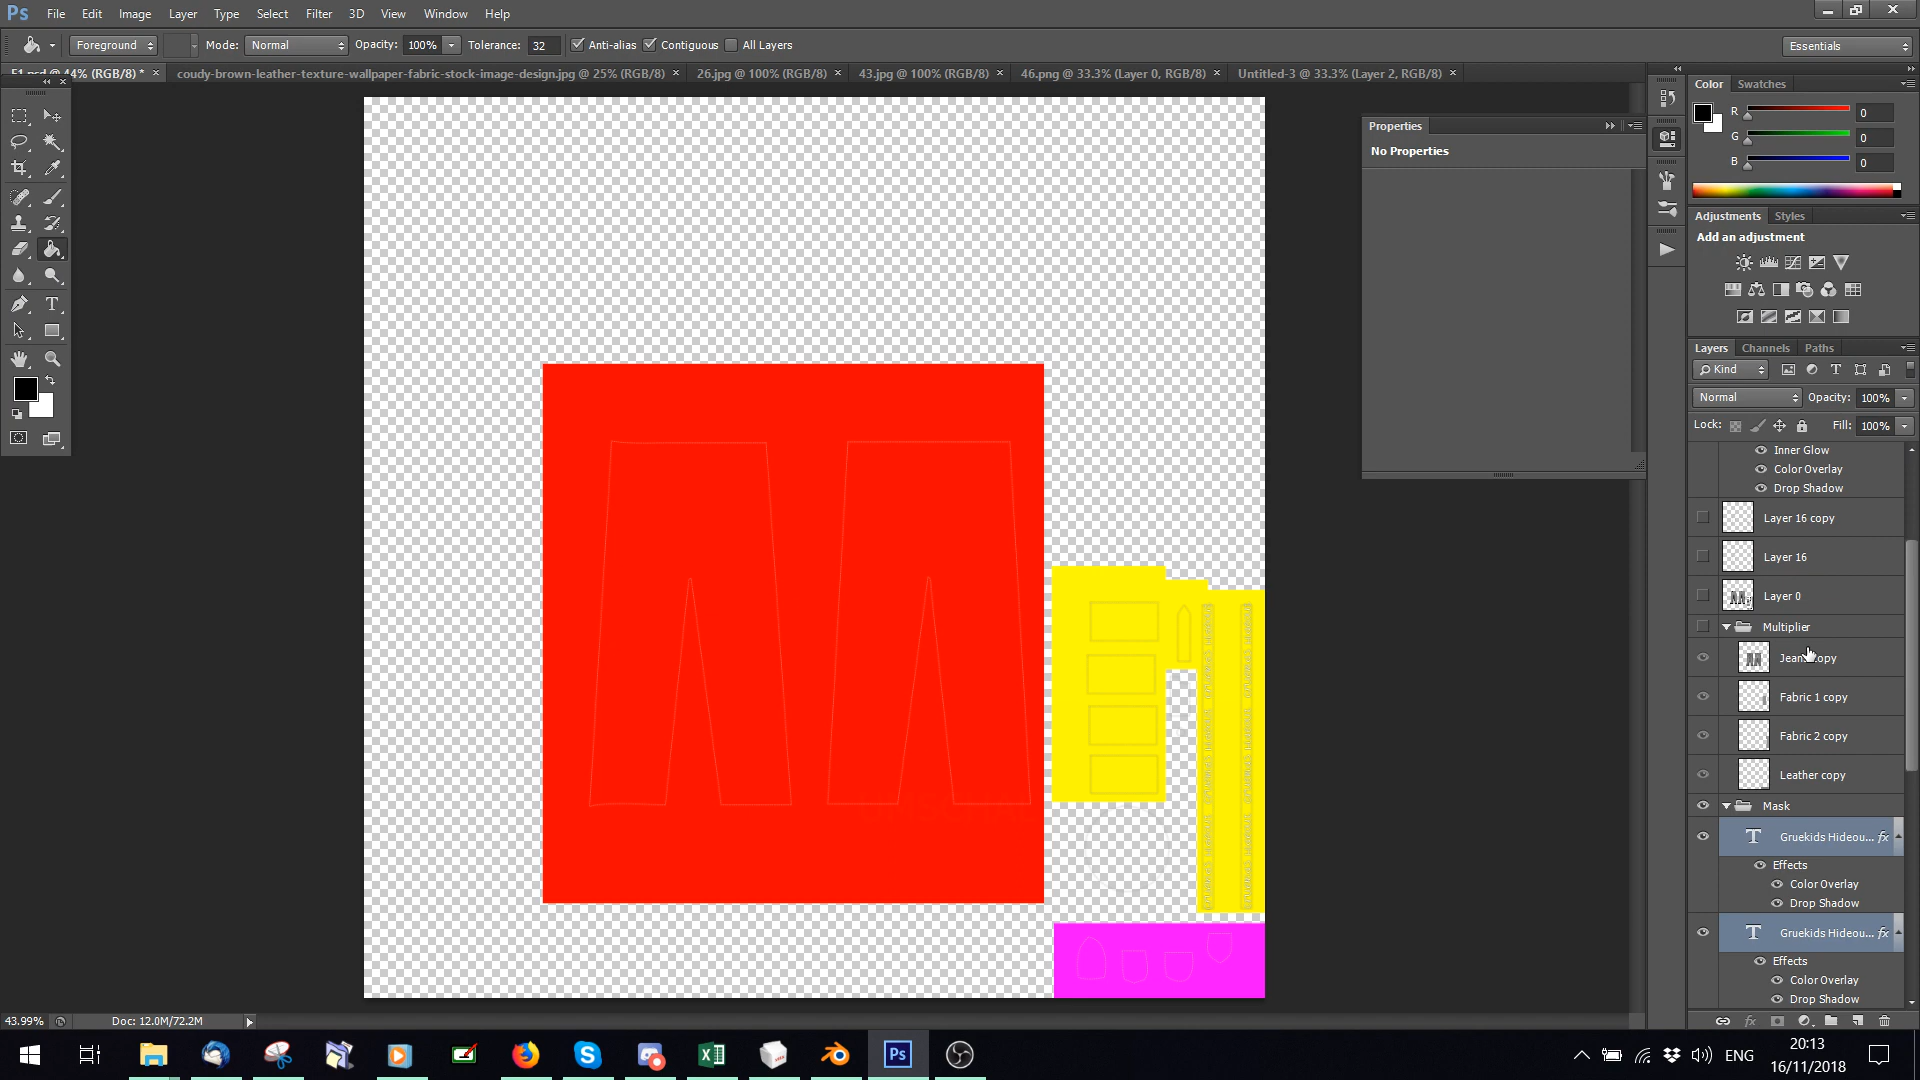 Ps File Edit Image Layer Type Select Filter 3D View Window Help
Foreground Mode: Normal Opacity: 100% Tolerance: 32 Anti-alias Contiguous All Layers Essentials
F1.psd @ 44% (RGB/8) * × coudy-brown-leather-texture-wallpaper-fabric-stock-image-design.jpg @ 25% (RGB/8) × 26.jpg @ 100% (RGB/8) × 43.jpg @ 100% (RGB/8) × 46.png @ 33.3% (Layer 0, RGB/8) × Untitled-3 @ 33.3% (Layer 2, RGB/8) ×
Properties
No Properties
Color Swatches
R 0
G 0
B 0
Adjustments Styles
Add an adjustment
Layers Channels Paths
Kind
Normal Opacity: 100%
Lock: Fill: 100%
Inner Glow
Color Overlay
Drop Shadow
Layer 16 copy
Layer 16
Layer 0
Multiplier
Jeans copy
Fabric 1 copy
Fabric 2 copy
Leather copy
Mask
T Gruekids Hideou... fx
Effects
Color Overlay
Drop Shadow
T Gruekids Hideou... fx
Effects
Color Overlay
Drop Shadow
43.99% Doc: 12.0M/72.2M
ENG
20:13
16/11/2018